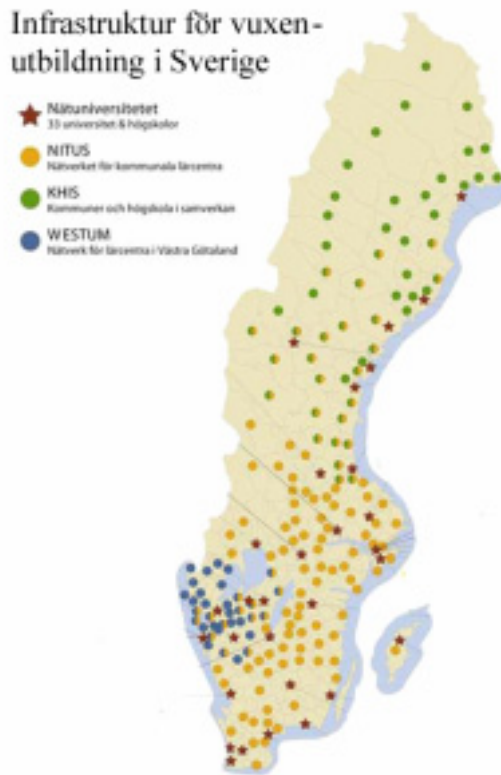 Infrastruktur för vuxen-
utbildning i Sverige
Nätuniversitetet
33 universitet & högskolor
NITUS
Nätverket för kommunala lärcentra
KHIS
Kommuner och högskola i samverkan
WESTUM
Nätverk för lärcentra i Västra Götaland